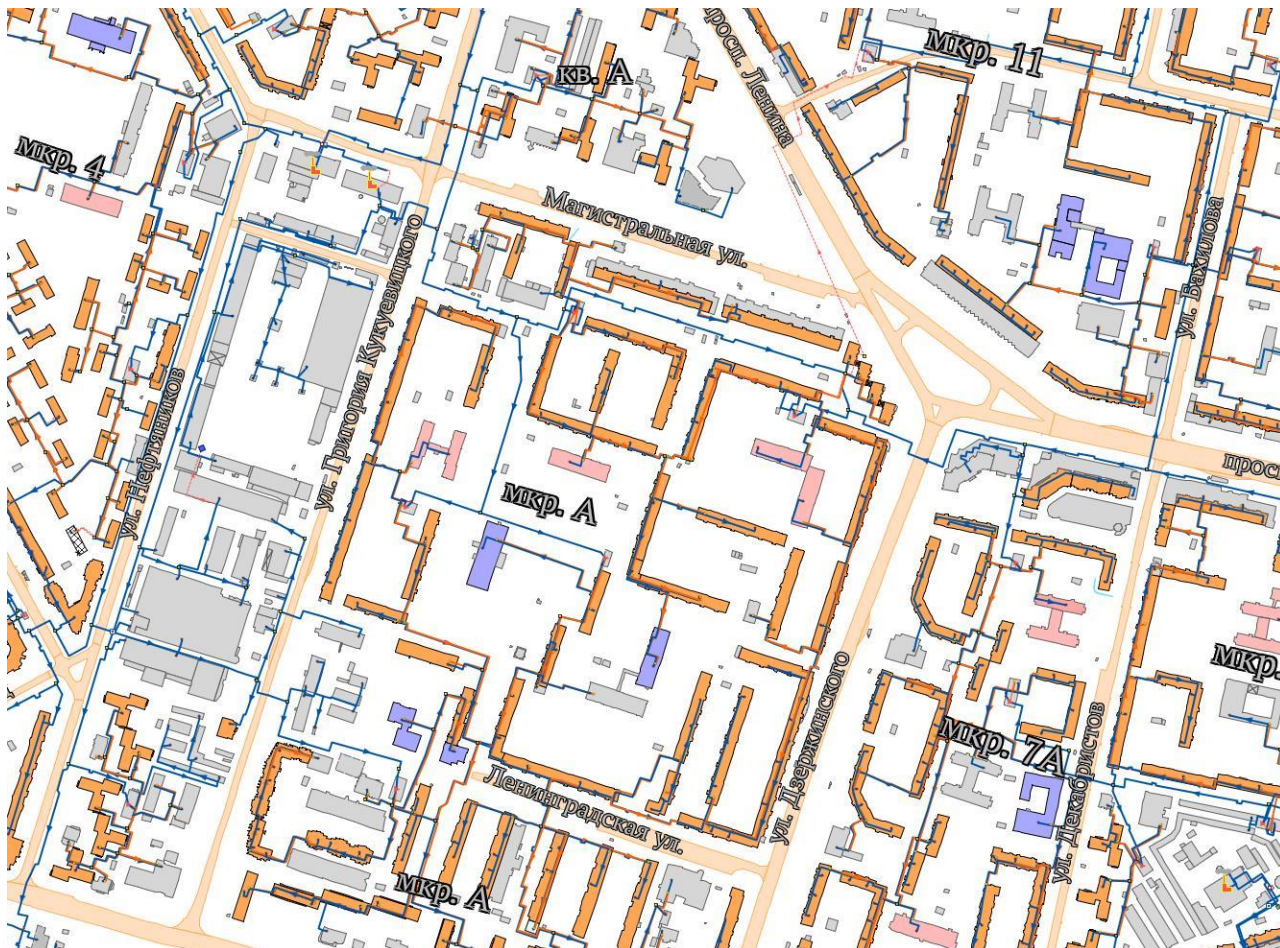 просп. Ленина
мкр. 11
кв. А
мкр. 4
Магистральная ул.
ул. Бахилова
ул. Григория Кукуевицкого
ул. Нефтяников
просп
мкр. А
мкр.
ул. Дзержинского
мкр. 7А
ул. Декабристов
Ленинградская ул.
мкр. А